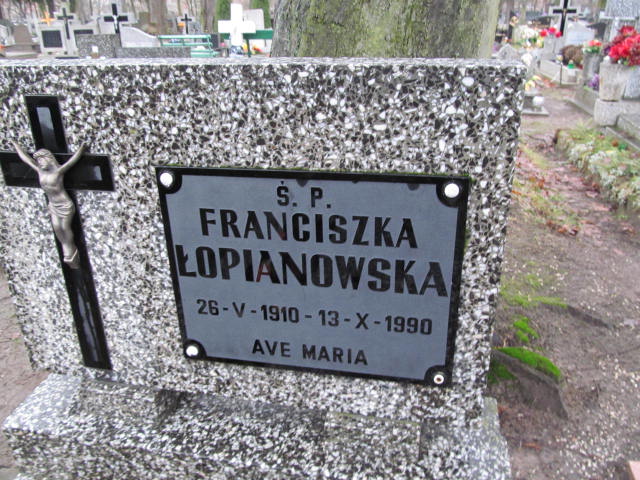 Ś. P.
FRANCISZKA
ŁOPIANOWSKA
26-V-1910-13-X-1990
AVE MARIA